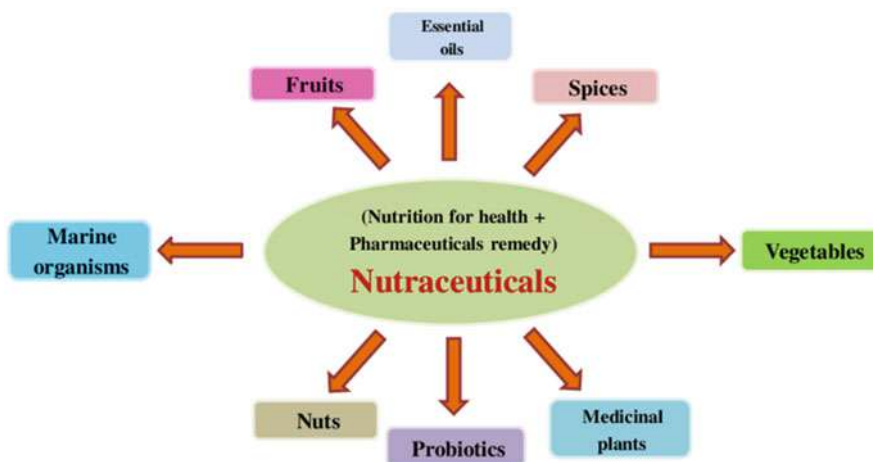 Essential
oils
Fruits
Spices
(Nutrition for health +
Pharmaceuticals remedy)
Nutraceuticals
Marine
organisms
Vegetables
Nuts
Probiotics
Medicinal
plants